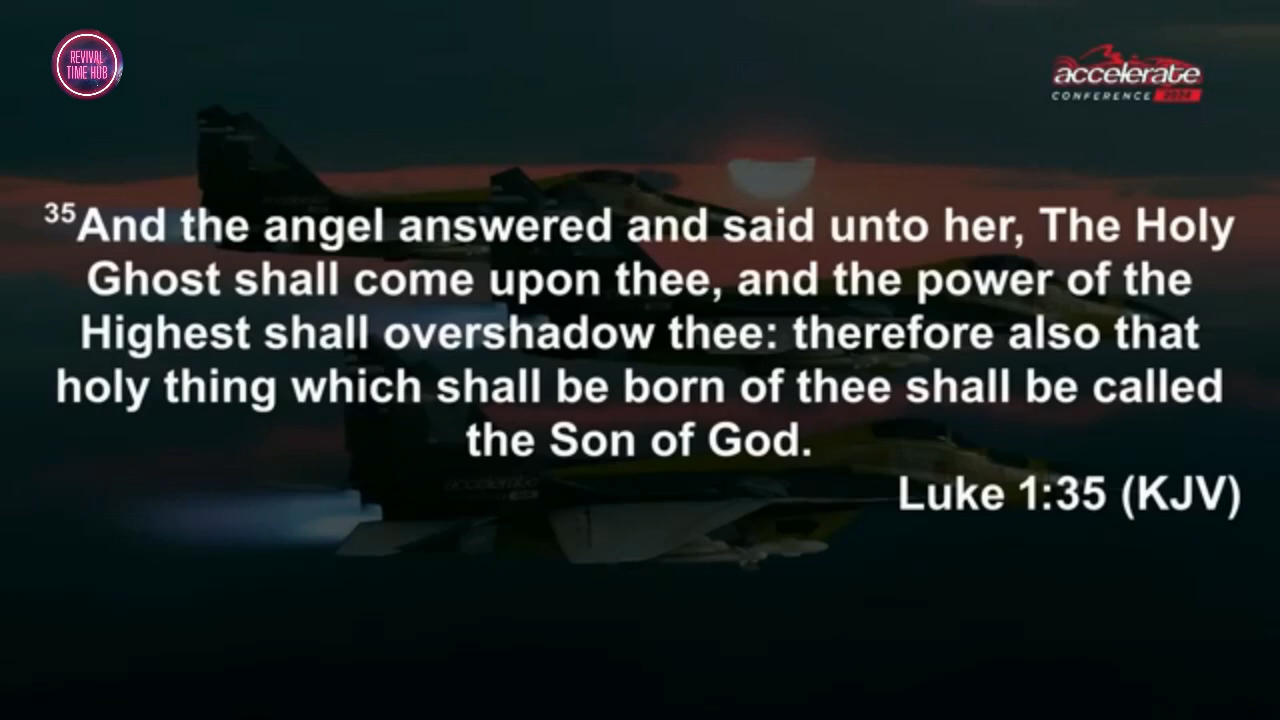 REVIVAL
TIME HUB
accelerate
CONFERENCE 2024
35And the angel answered and said unto her, The Holy
Ghost shall come upon thee, and the power of the
Highest shall overshadow thee: therefore also that
holy thing which shall be born of thee shall be called
the Son of God.
Luke 1:35 (KJV)
accelerate